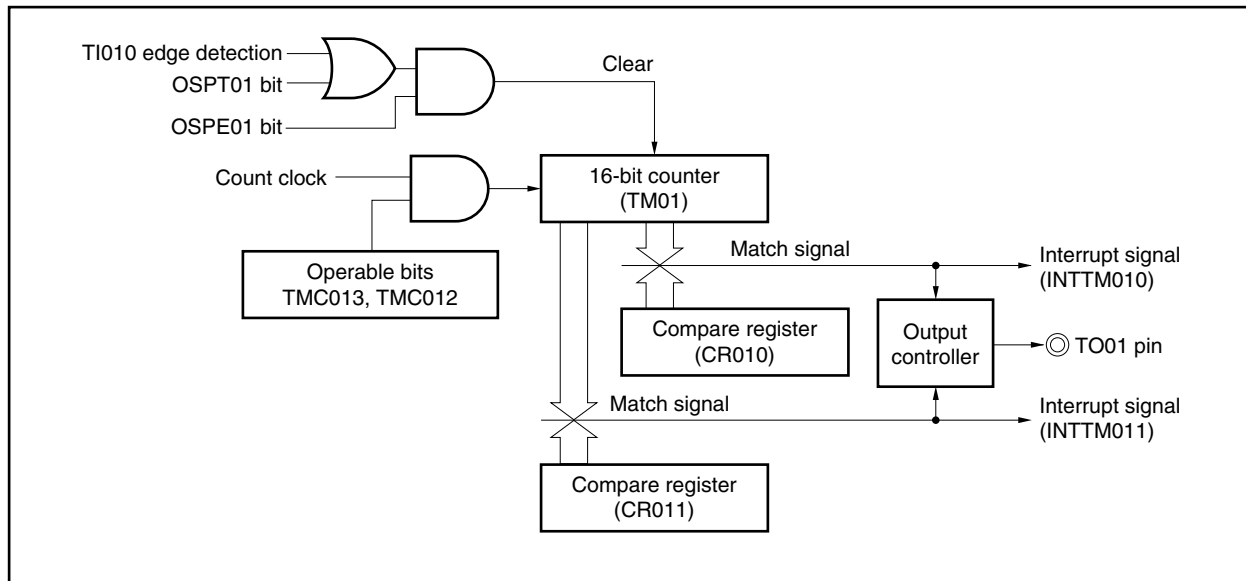 TI010 edge detection
OSPT01 bit
OSPE01 bit
Clear
Count clock
16-bit counter
(TM01)
Operable bits
TMC013, TMC012
Match signal
Interrupt signal
(INTTM010)
Compare register
(CR010)
Output
controller
TO01 pin
Match signal
Interrupt signal
(INTTM011)
Compare register
(CR011)